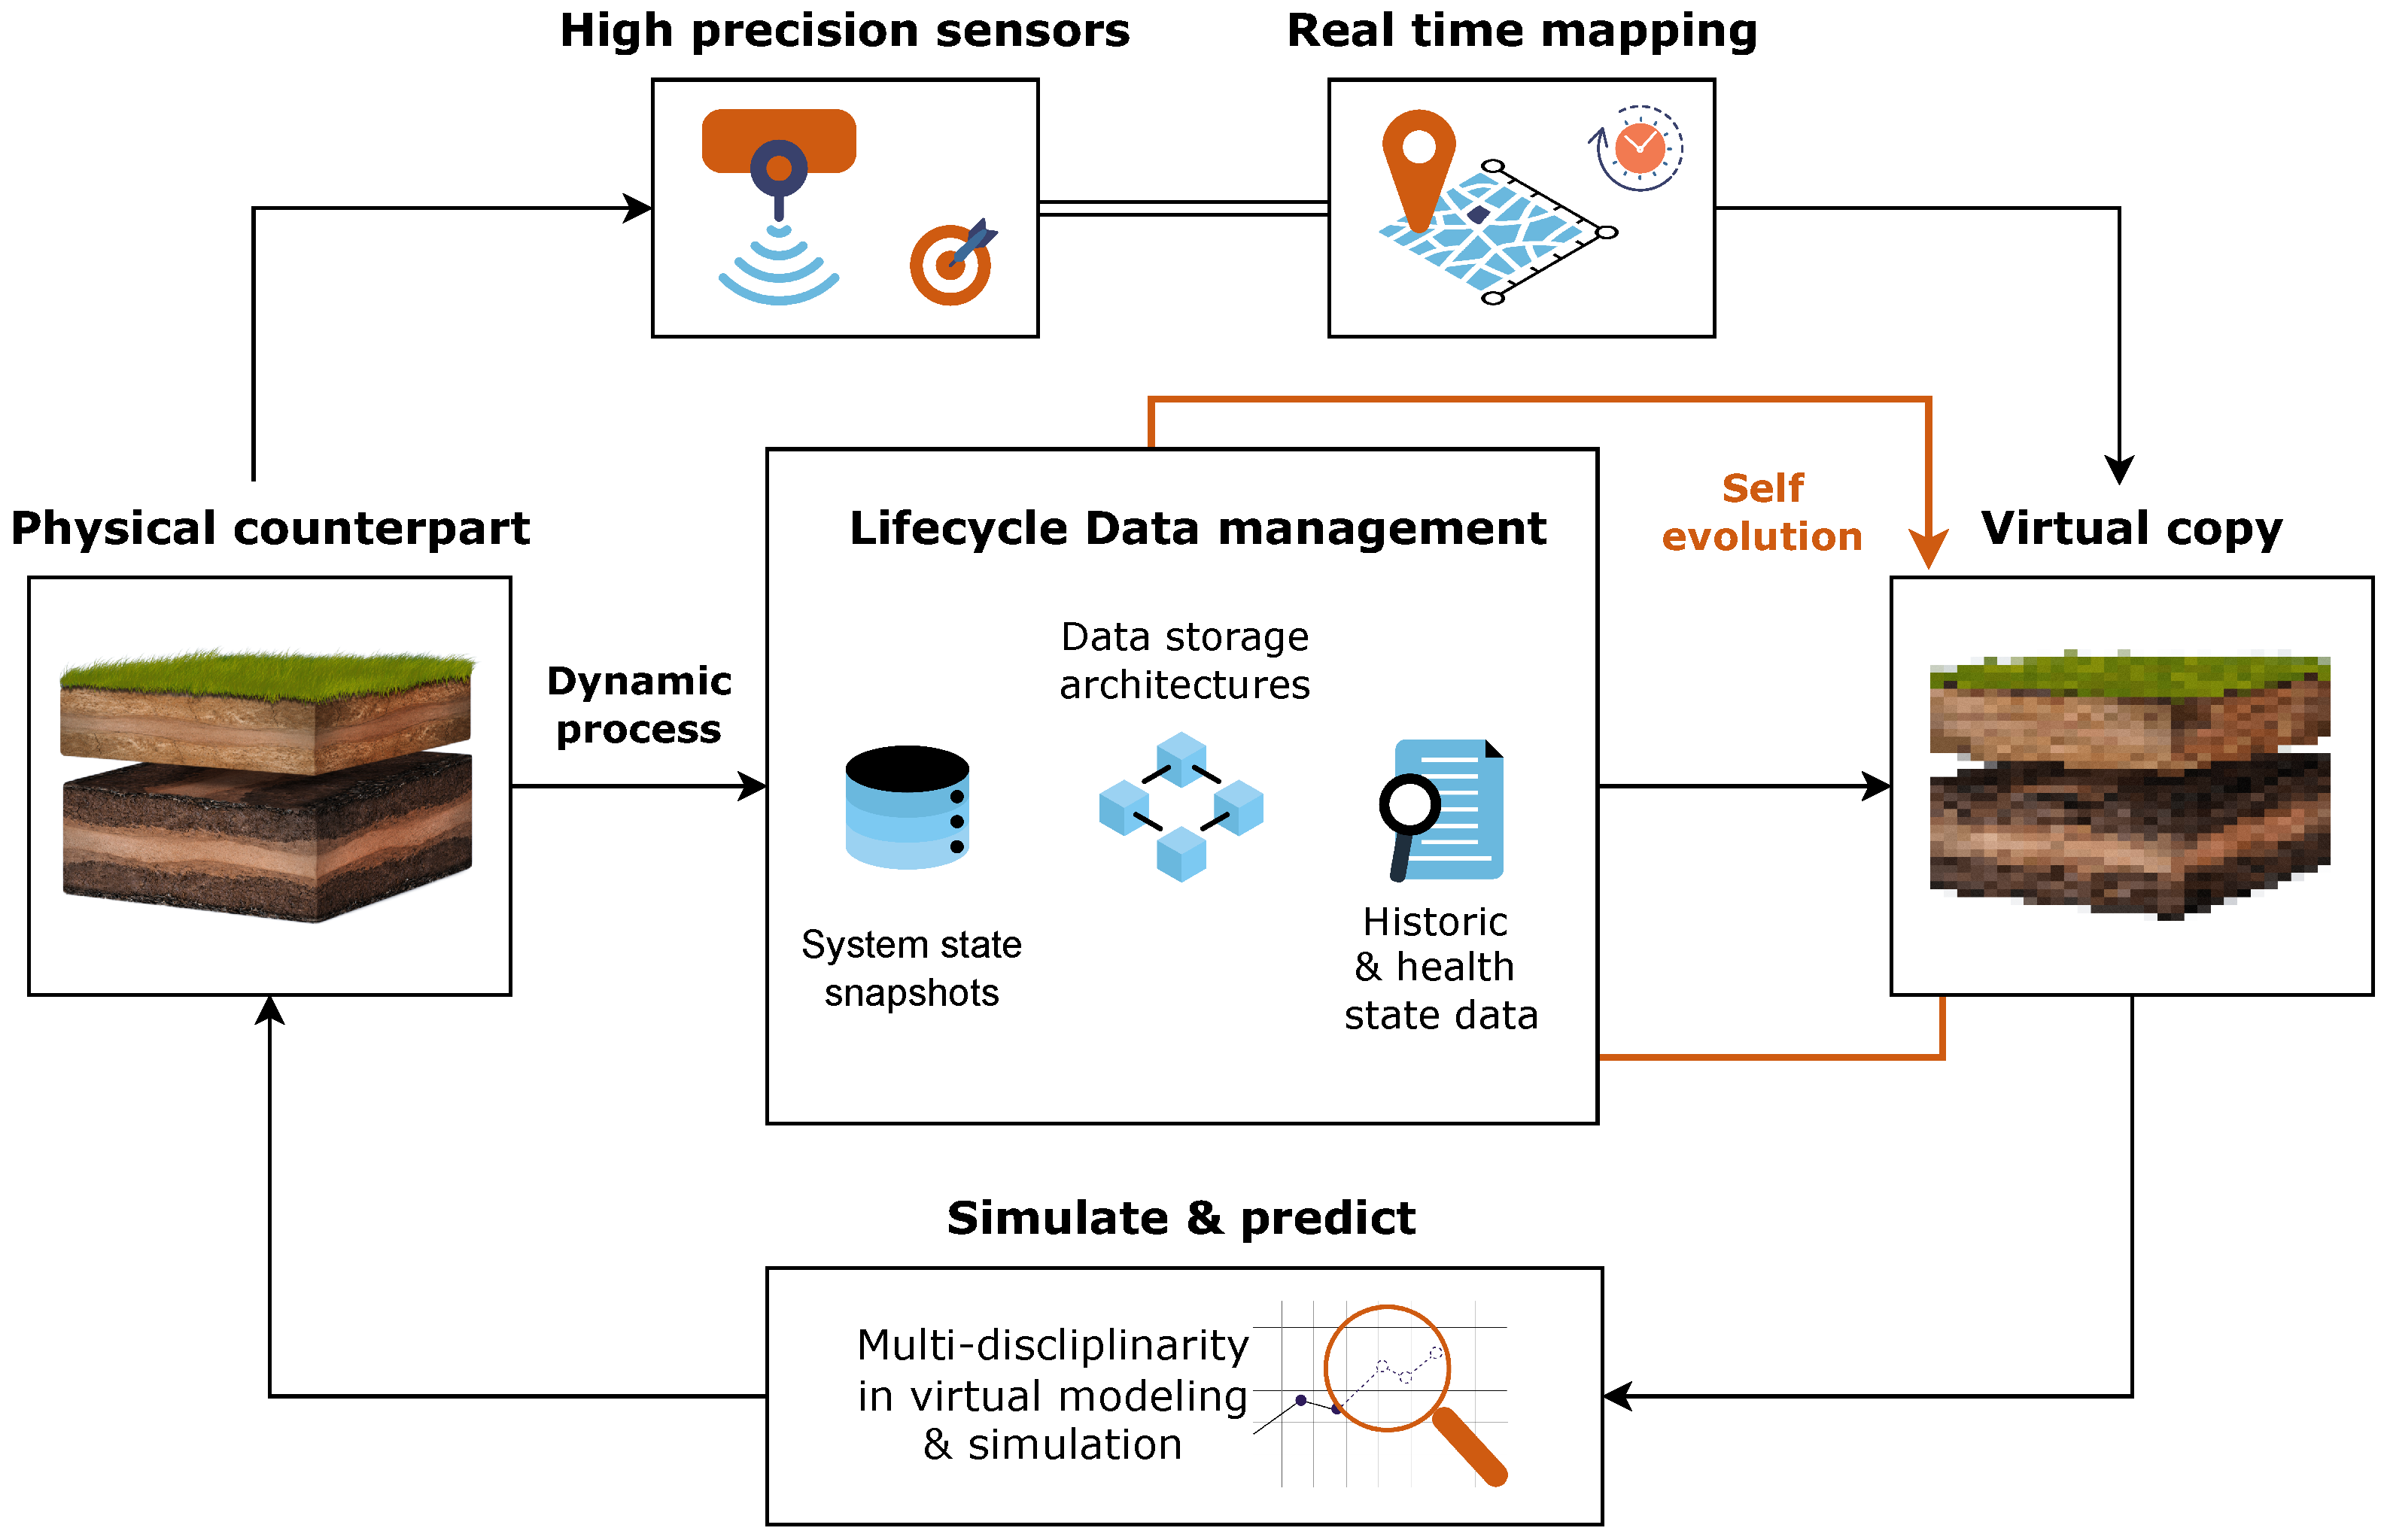 High precision sensors
Real time mapping
Self
evolution
Physical counterpart
Lifecycle Data management
Virtual copy
Dynamic
process
Data storage
architectures
System state
snapshots
Historic
& health
state data
Simulate & predict
Multi-discliplinarity
in virtual modeling
& simulation